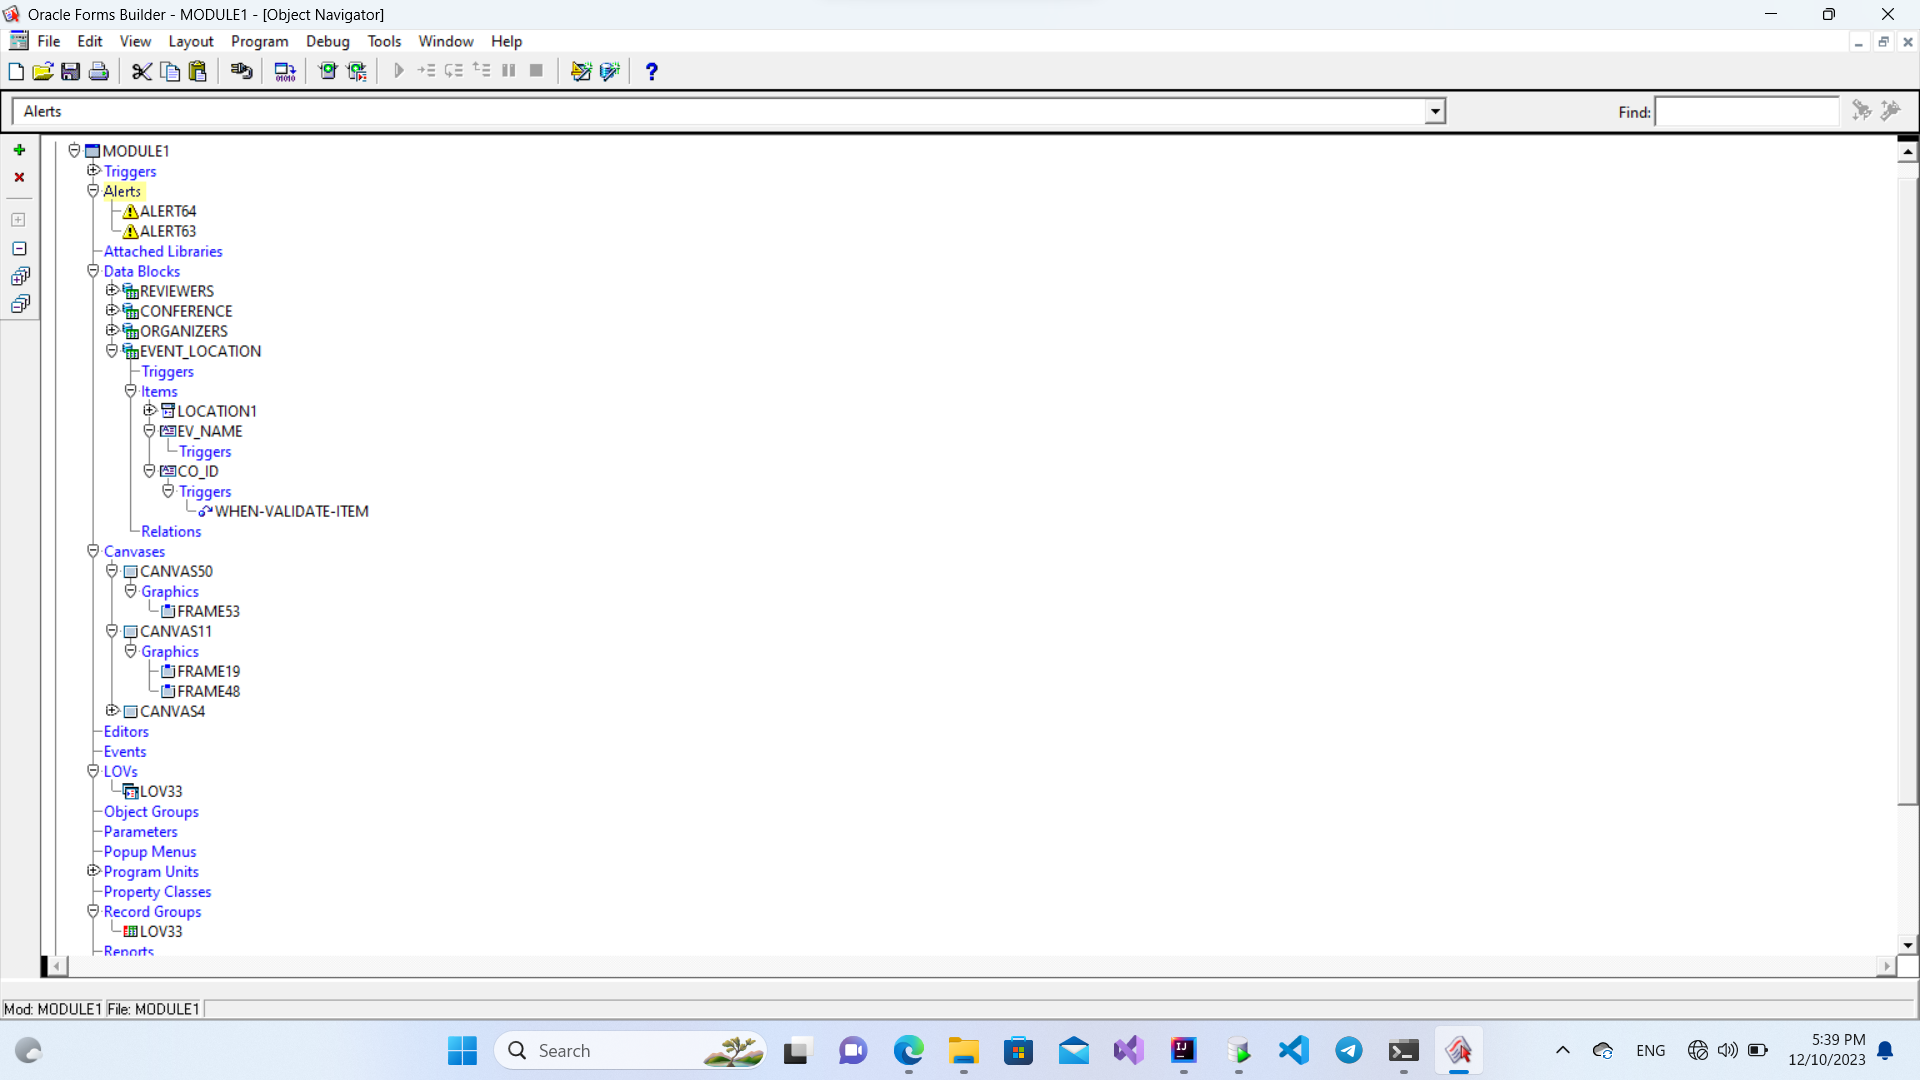 Oracle Forms Builder - MODULE1 - [Object Navigator]
File Edit View Layout Program Debug Tools Window Help
Alerts
Find:
MODULE1
Triggers
Alerts
ALERT64
ALERT63
Attached Libraries
Data Blocks
REVIEWERS
CONFERENCE
ORGANIZERS
EVENT_LOCATION
Triggers
Items
LOCATION1
EV_NAME
Triggers
CO_ID
Triggers
WHEN-VALIDATE-ITEM
Relations
Canvases
CANVAS50
Graphics
FRAME53
CANVAS11
Graphics
FRAME19
FRAME48
CANVAS4
Editors
Events
LOVs
LOV33
Object Groups
Parameters
Popup Menus
Program Units
Property Classes
Record Groups
LOV33
Reports
Mod: MODULE1 File: MODULE1
Search
ENG
5:39 PM
12/10/2023